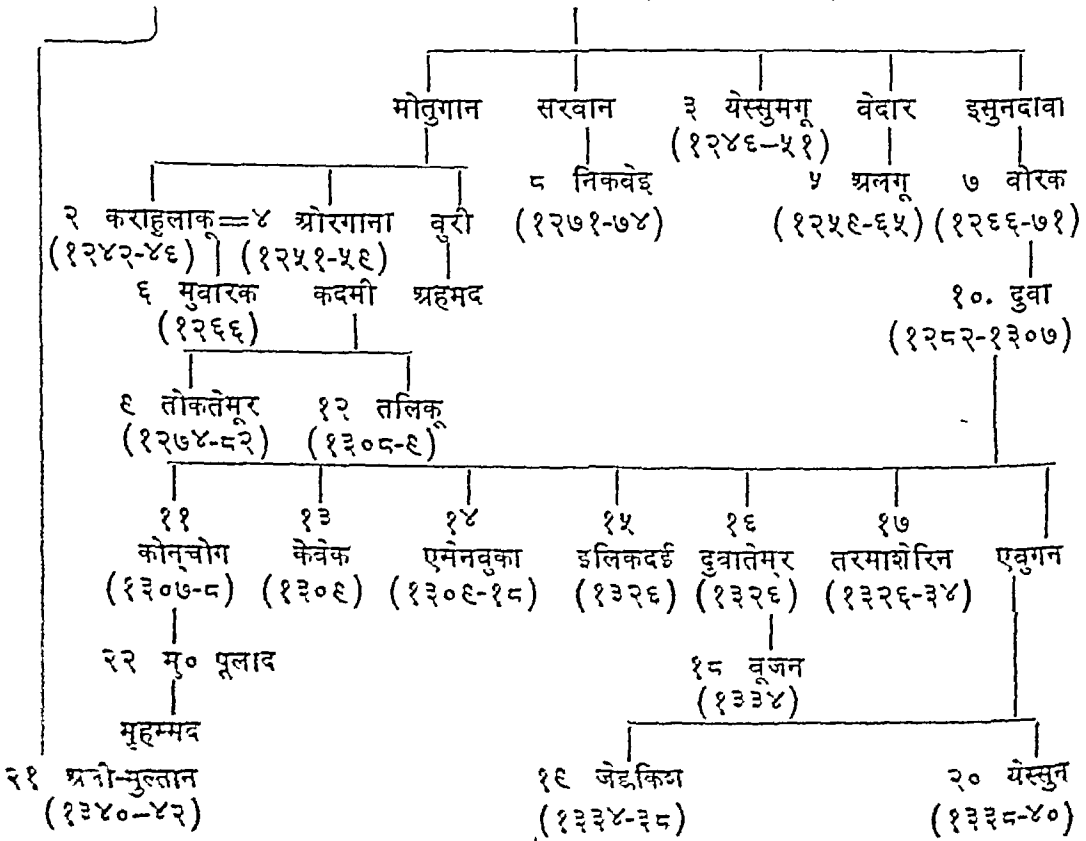 मोतुगान सरवान ३ येस्सुमगू वेदार इसुनदावा
(१२४६–५१)
८ निकवेइ ५ अलगू ७ वोरक
२ कराहुलाकू=४ ओरगाना वुरी (१२७१-७४) (१२५९-६५) (१२६६-७१)
(१२४२-४६) (१२५१-५९)
६ मुवारक कदमी अहमद १०. दुवा
(१२६६) (१२८२-१३०७)
९ तोकतेमूर १२ तलिकू
(१२७४-८२) (१३०८-९)
११ १३ १४ १५ १६ १७
कोन्चोग केवेक एमेनवुका इलिकदई दुवातेमूर तरमाशेरिन एवुगन
(१३०७-८) (१३०९) (१३०९-१८) (१३२६) (१३२६) (१३२६-३४)
२२ मु० पूलाद १८ वूजन
(१३३४)
मुहम्मद
२१ अली-सुल्तान १९ जेङकिश २० येस्सुन
(१३४०–४२) (१३३४-३८) (१३३८-४०)